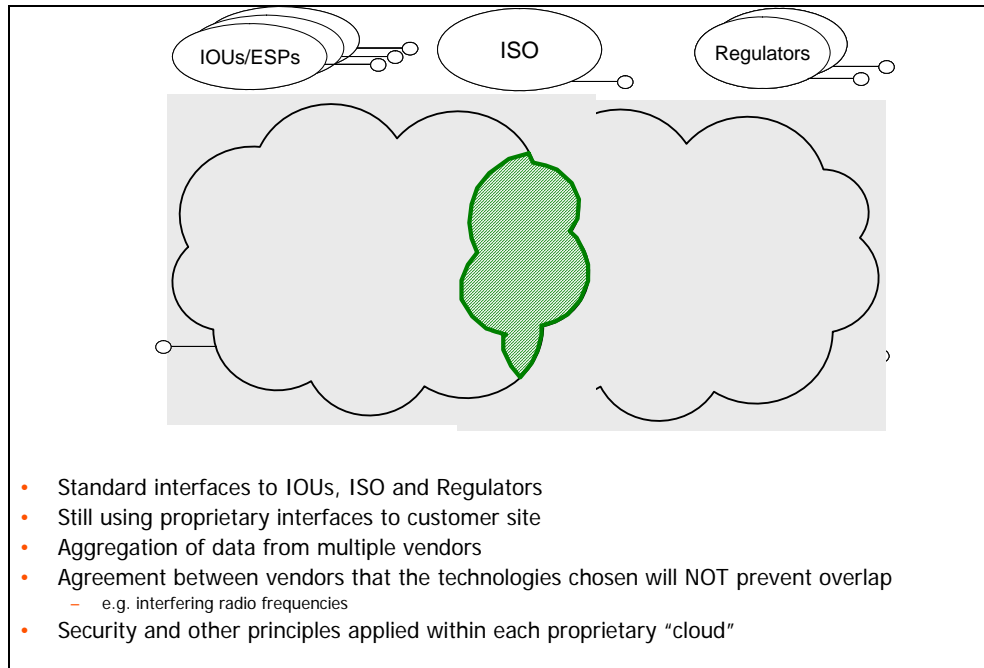 IOUs/ESPs
ISO
Regulators
• Standard interfaces to IOUs, ISO and Regulators
• Still using proprietary interfaces to customer site
• Aggregation of data from multiple vendors
• Agreement between vendors that the technologies chosen will NOT prevent overlap
– e.g. interfering radio frequencies
• Security and other principles applied within each proprietary “cloud”